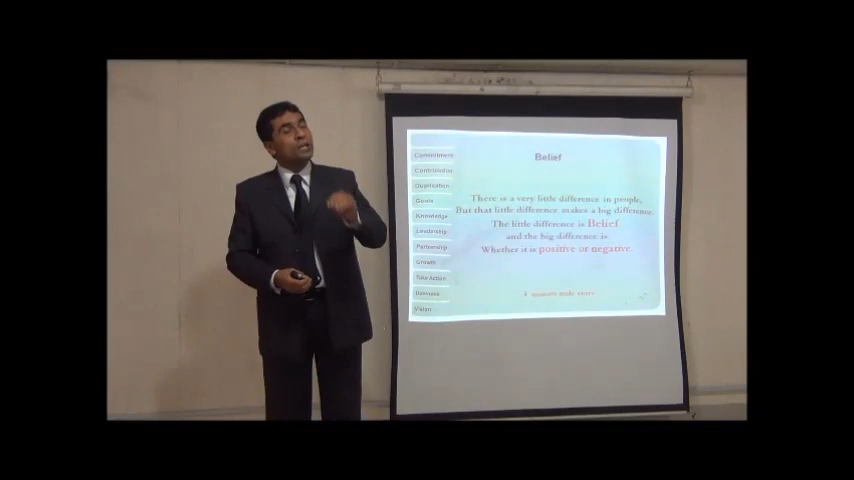 Belief
Commitment
Contribution
Duplication
Goals
Knowledge
Leadership
Partnership
Growth
Take Action
Business
Vision
There is a very little difference in people,
But that little difference makes a big difference.
The little difference is Belief
and the big difference is
Whether it is positive or negative.